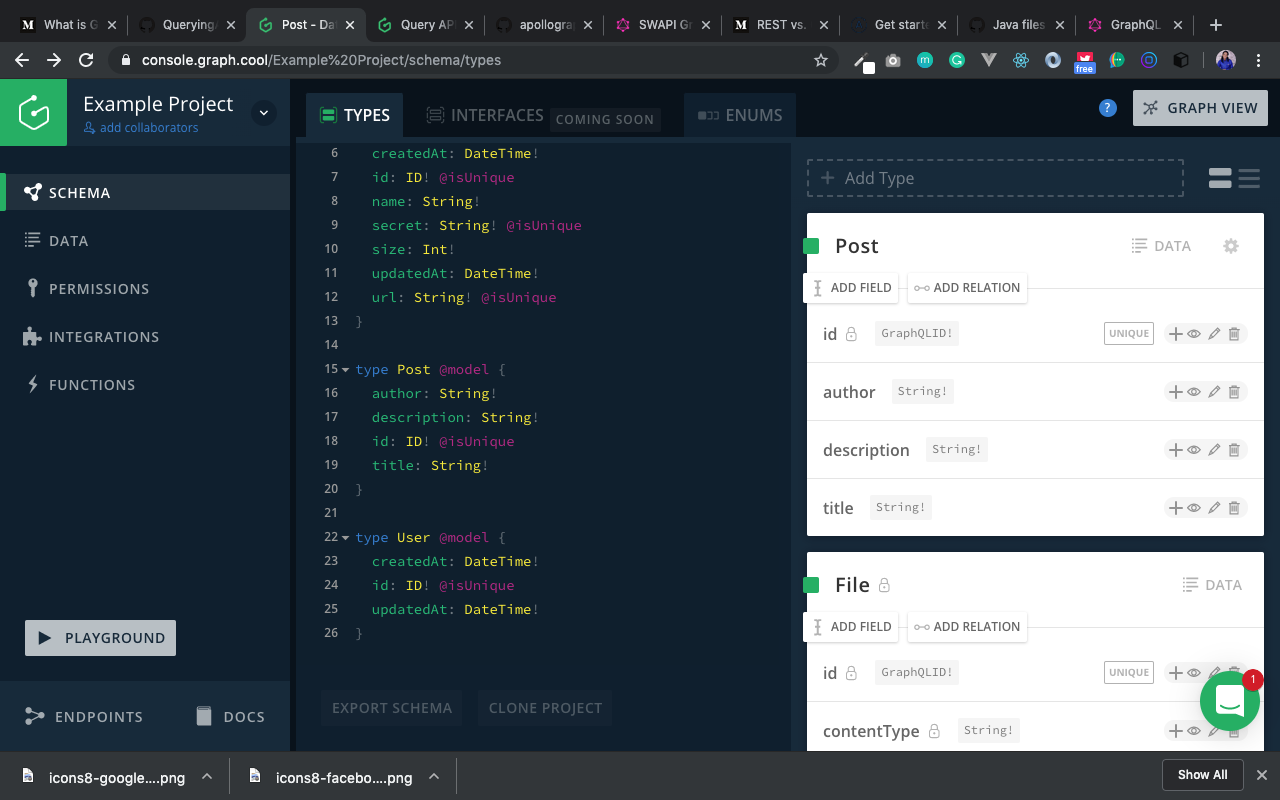 What is G
Querying
Post - Da
Query API
apollogra
SWAPI Gr
REST vs.
Get starte
Java files
GraphQL
console.graph.cool/Example%20Project/schema/types
free
Example Project
add collaborators
TYPES
INTERFACES
COMING SOON
ENUMS
?
GRAPH VIEW
SCHEMA
DATA
PERMISSIONS
INTEGRATIONS
FUNCTIONS
PLAYGROUND
ENDPOINTS
DOCS
6 createdAt: DateTime!
7 id: ID! @isUnique
8 name: String!
9 secret: String! @isUnique
10 size: Int!
11 updatedAt: DateTime!
12 url: String! @isUnique
13 }
14
15 type Post @model {
16 author: String!
17 description: String!
18 id: ID! @isUnique
19 title: String!
20 }
21
22 type User @model {
23 createdAt: DateTime!
24 id: ID! @isUnique
25 updatedAt: DateTime!
26 }
EXPORT SCHEMA
CLONE PROJECT
+ Add Type
Post
DATA
ADD FIELD
ADD RELATION
id GraphQLID! UNIQUE
author String!
description String!
title String!
File
DATA
ADD FIELD
ADD RELATION
id GraphQLID! UNIQUE
contentType String!
1
icons8-google....png
icons8-facebo....png
Show All